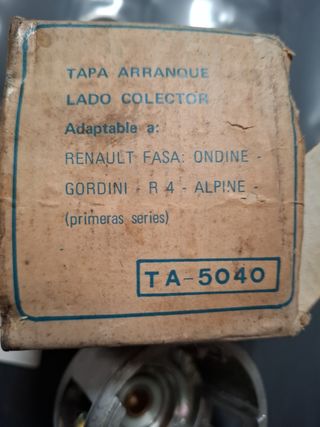 TAPA ARRANQUE
LADO COLECTOR
Adaptable a:
RENAULT FASA: ONDINE -
GORDINI - R 4 - ALPINE -
(primeras series)
TA-5040